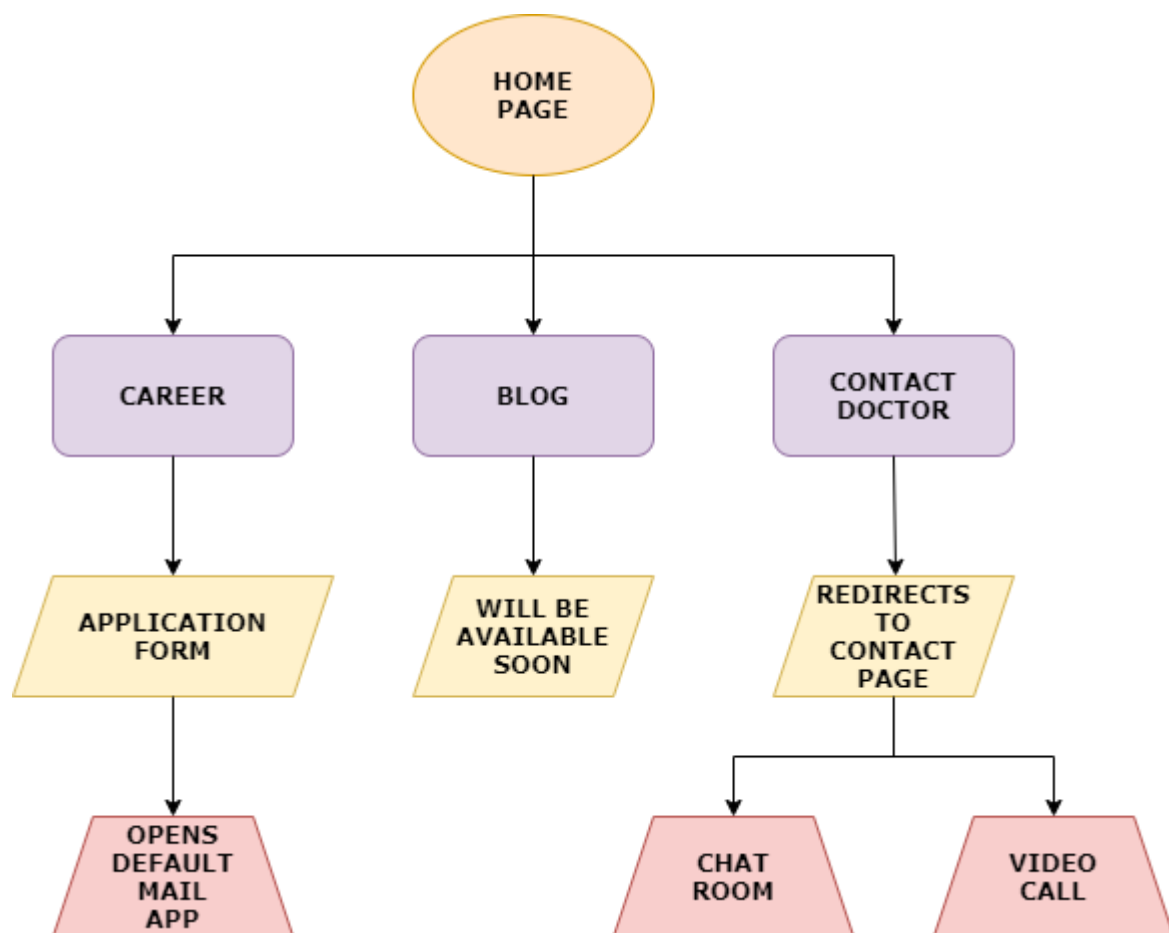 HOME
PAGE
CAREER
BLOG
CONTACT
DOCTOR
APPLICATION
FORM
WILL BE
AVAILABLE
SOON
REDIRECTS
TO
CONTACT
PAGE
OPENS
DEFAULT
MAIL
APP
CHAT
ROOM
VIDEO
CALL